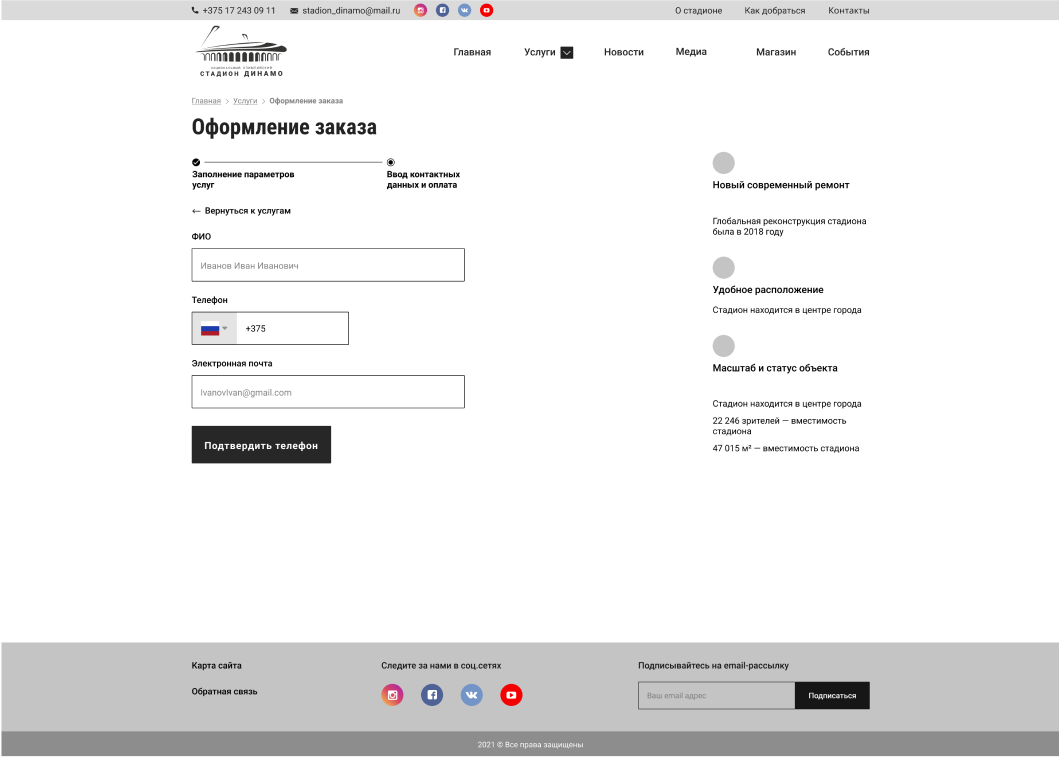 +375 17 243 09 11 stadion_dinamo@mail.ru О стадионе Как добраться Контакты
НАЦИОНАЛЬНЫЙ ОЛИМПИЙСКИЙ
СТАДИОН ДИНАМО
Главная Услуги Новости Медиа Магазин События
Главная > Услуги > Оформление заказа
Оформление заказа
Заполнение параметров
услуг
Ввод контактных
данных и оплата
← Вернуться к услугам
ФИО
Иванов Иван Иванович
Телефон
+375
Электронная почта
IvanovIvan@gmail.com
Подтвердить телефон
Новый современный ремонт
Глобальная реконструкция стадиона
была в 2018 году
Удобное расположение
Стадион находится в центре города
Масштаб и статус объекта
Стадион находится в центре города
22 246 зрителей — вместимость
стадиона
47 015 м² — вместимость стадиона
Карта сайта
Обратная связь
Следите за нами в соц.сетях
Подписывайтесь на email-рассылку
Ваш email адрес
Подписаться
2021 © Все права защищены